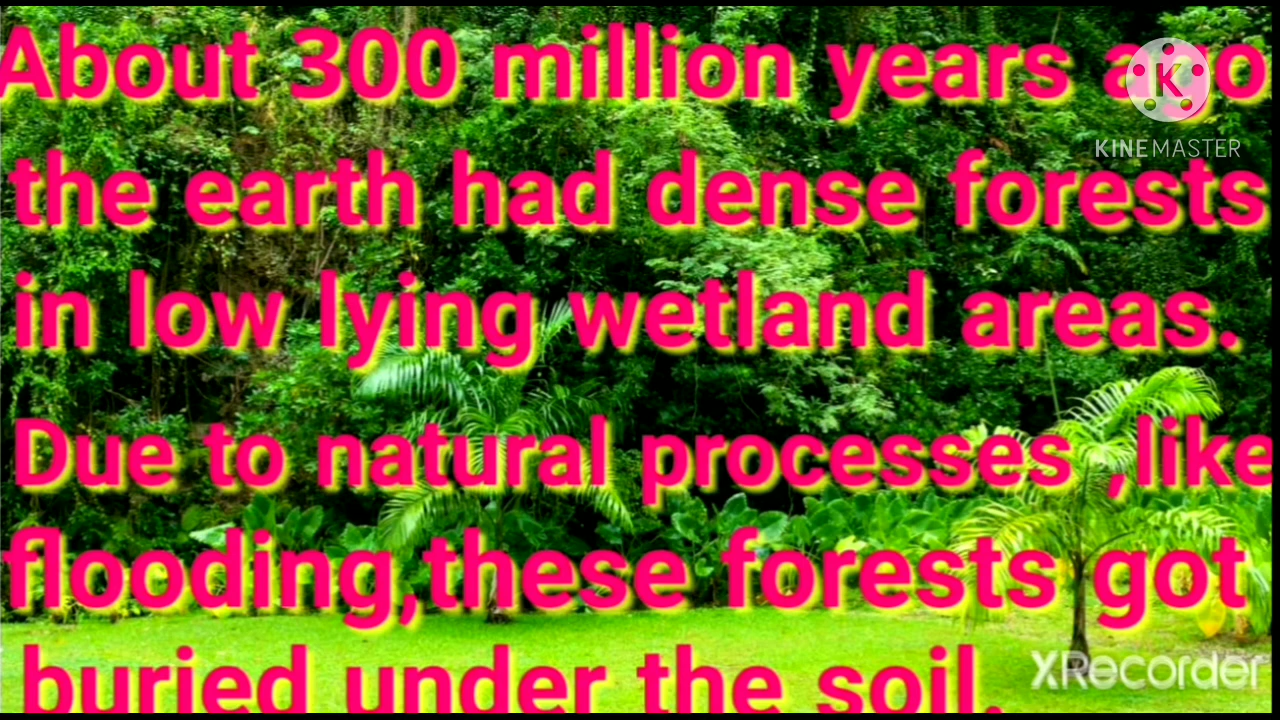 About 300 million years ago
the earth had dense forests
in low lying wetland areas.
Due to natural processes ,like
flooding,these forests got
buried under the soil.
K
KINEMASTER
XRecorder